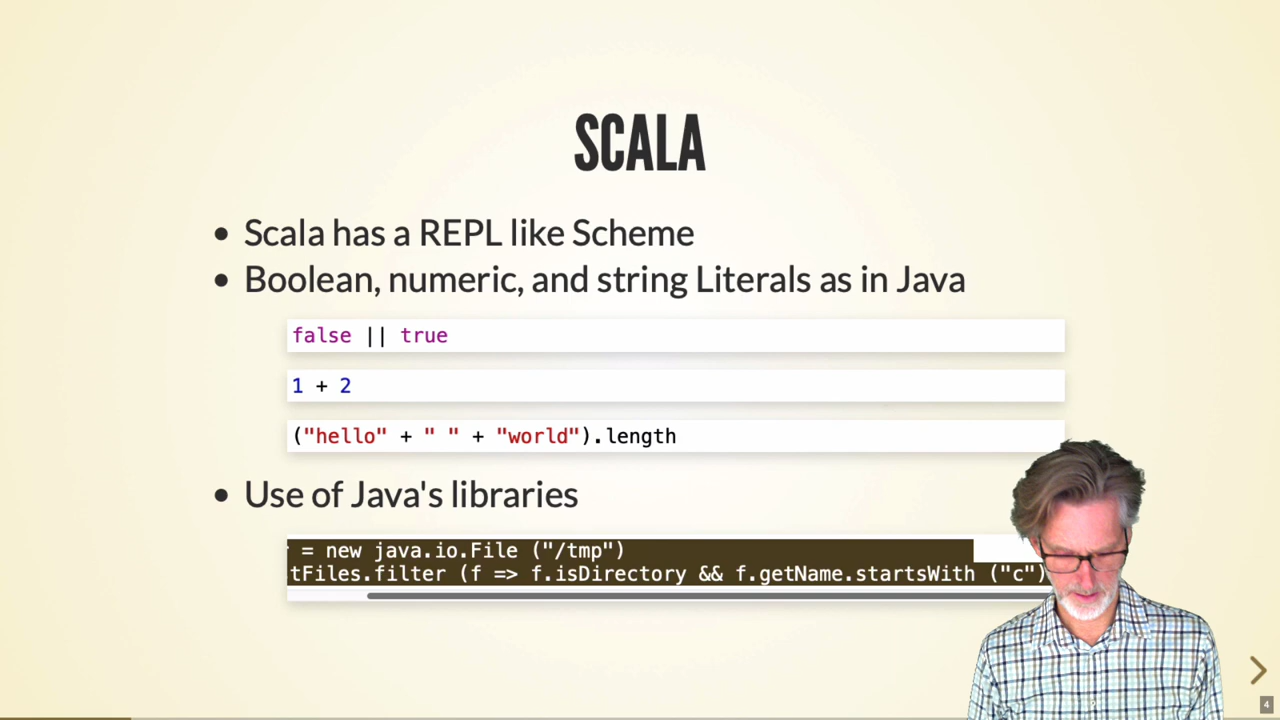 SCALA
• Scala has a REPL like Scheme
• Boolean, numeric, and string Literals as in Java
false || true
1 + 2
("hello" + " " + "world").length
• Use of Java's libraries
= new java.io.File ("/tmp")
tFiles.filter (f => f.isDirectory && f.getName.startsWith ("c")
4